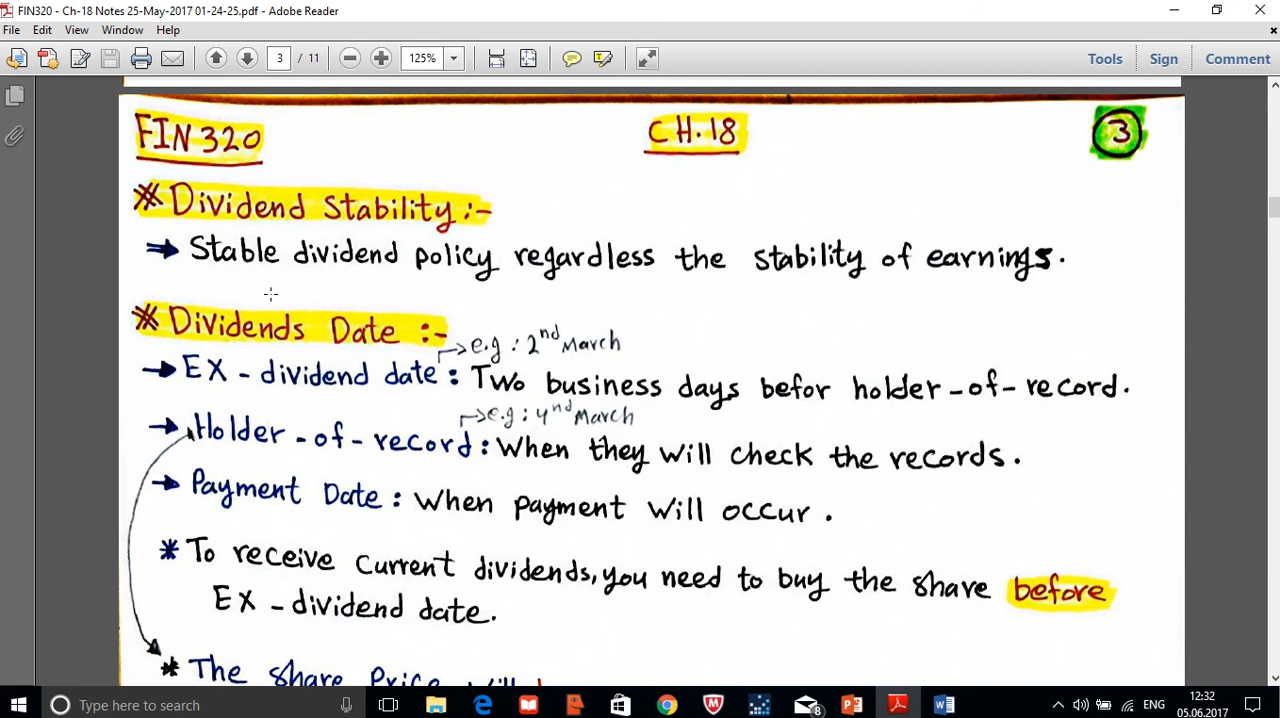 FIN320 - Ch-18 Notes 25-May-2017 01-24-25.pdf - Adobe Reader
File Edit View Window Help
3 / 11 125% Tools Sign Comment
FIN320 CH.18 3
* Dividend Stability :-
→ Stable dividend policy regardless the stability of earnings.
* Dividends Date :-
→ e.g : 2nd March
→ EX - dividend date : Two business days befor holder-of-record.
→ e.g : 4nd March
→ Holder-of-record : When they will check the records.
→ Payment Date : When payment will occur.
* To receive current dividends, you need to buy the share before
EX - dividend date.
* The share Price will
Type here to search
8
ENG
12:32
05.06.2017